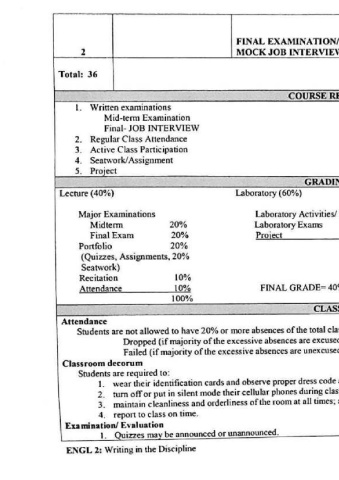 FINAL EXAMINATION/
2 MOCK JOB INTERVIEW
Total: 36
COURSE RE
1. Written examinations
Mid-term Examination
Final- JOB INTERVIEW
2. Regular Class Attendance
3. Active Class Participation
4. Seatwork/Assignment
5. Project
GRADIN
Lecture (40%) Laboratory (60%)
Major Examinations Laboratory Activities/
Midterm 20% Laboratory Exams
Final Exam 20% Project
Portfolio 20%
(Quizzes, Assignments, 20%
Seatwork)
Recitation 10%
Attendance 10% FINAL GRADE= 40%
100%
CLAS
Attendance
Students are not allowed to have 20% or more absences of the total cla
Dropped (if majority of the excessive absences are excused
Failed (if majority of the excessive absences are unexcused
Classroom decorum
Students are required to:
1. wear their identification cards and observe proper dress code
2. turn off or put in silent mode their cellular phones during clas
3. maintain cleanliness and orderliness of the room at all times;
4. report to class on time.
Examination/ Evaluation
1. Quizzes may be announced or unannounced.
ENGL 2: Writing in the Discipline